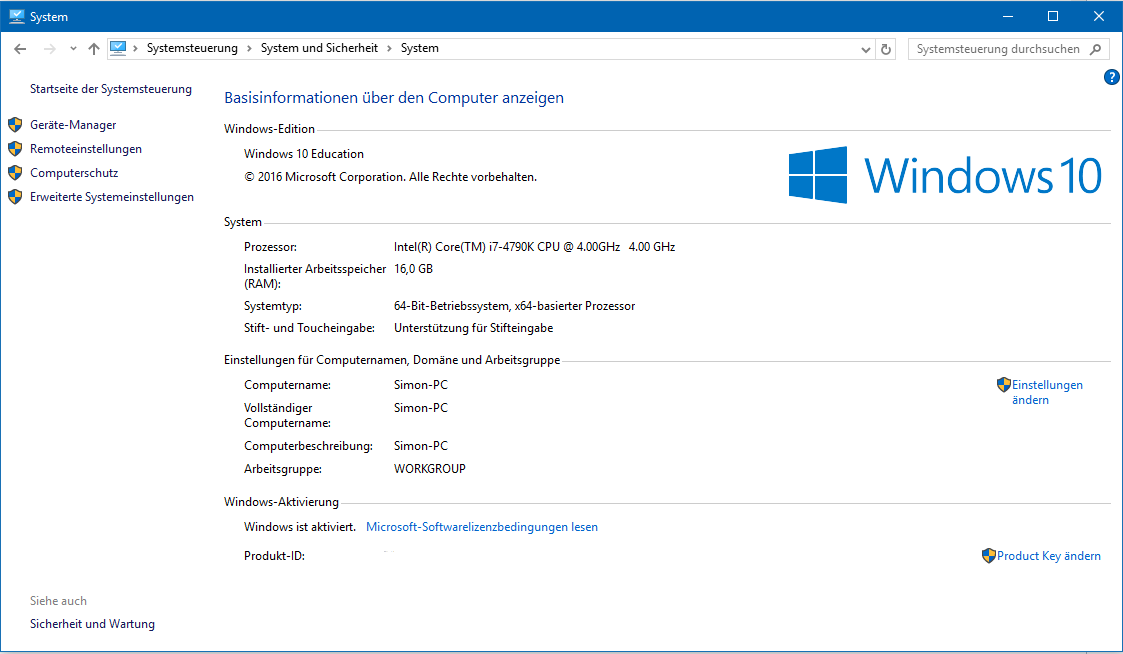 System
Systemsteuerung > System und Sicherheit > System
Systemsteuerung durchsuchen
?
Startseite der Systemsteuerung
Geräte-Manager
Remoteeinstellungen
Computerschutz
Erweiterte Systemeinstellungen
Basisinformationen über den Computer anzeigen
Windows-Edition
Windows 10 Education
© 2016 Microsoft Corporation. Alle Rechte vorbehalten.
Windows 10
System
Prozessor: Intel(R) Core(TM) i7-4790K CPU @ 4.00GHz 4.00 GHz
Installierter Arbeitsspeicher 16,0 GB
(RAM):
Systemtyp: 64-Bit-Betriebssystem, x64-basierter Prozessor
Stift- und Toucheingabe: Unterstützung für Stifteingabe
Einstellungen für Computernamen, Domäne und Arbeitsgruppe
Computername: Simon-PC
Einstellungen
ändern
Vollständiger Simon-PC
Computername:
Computerbeschreibung: Simon-PC
Arbeitsgruppe: WORKGROUP
Windows-Aktivierung
Windows ist aktiviert. Microsoft-Softwarelizenzbedingungen lesen
Produkt-ID:
Product Key ändern
Siehe auch
Sicherheit und Wartung